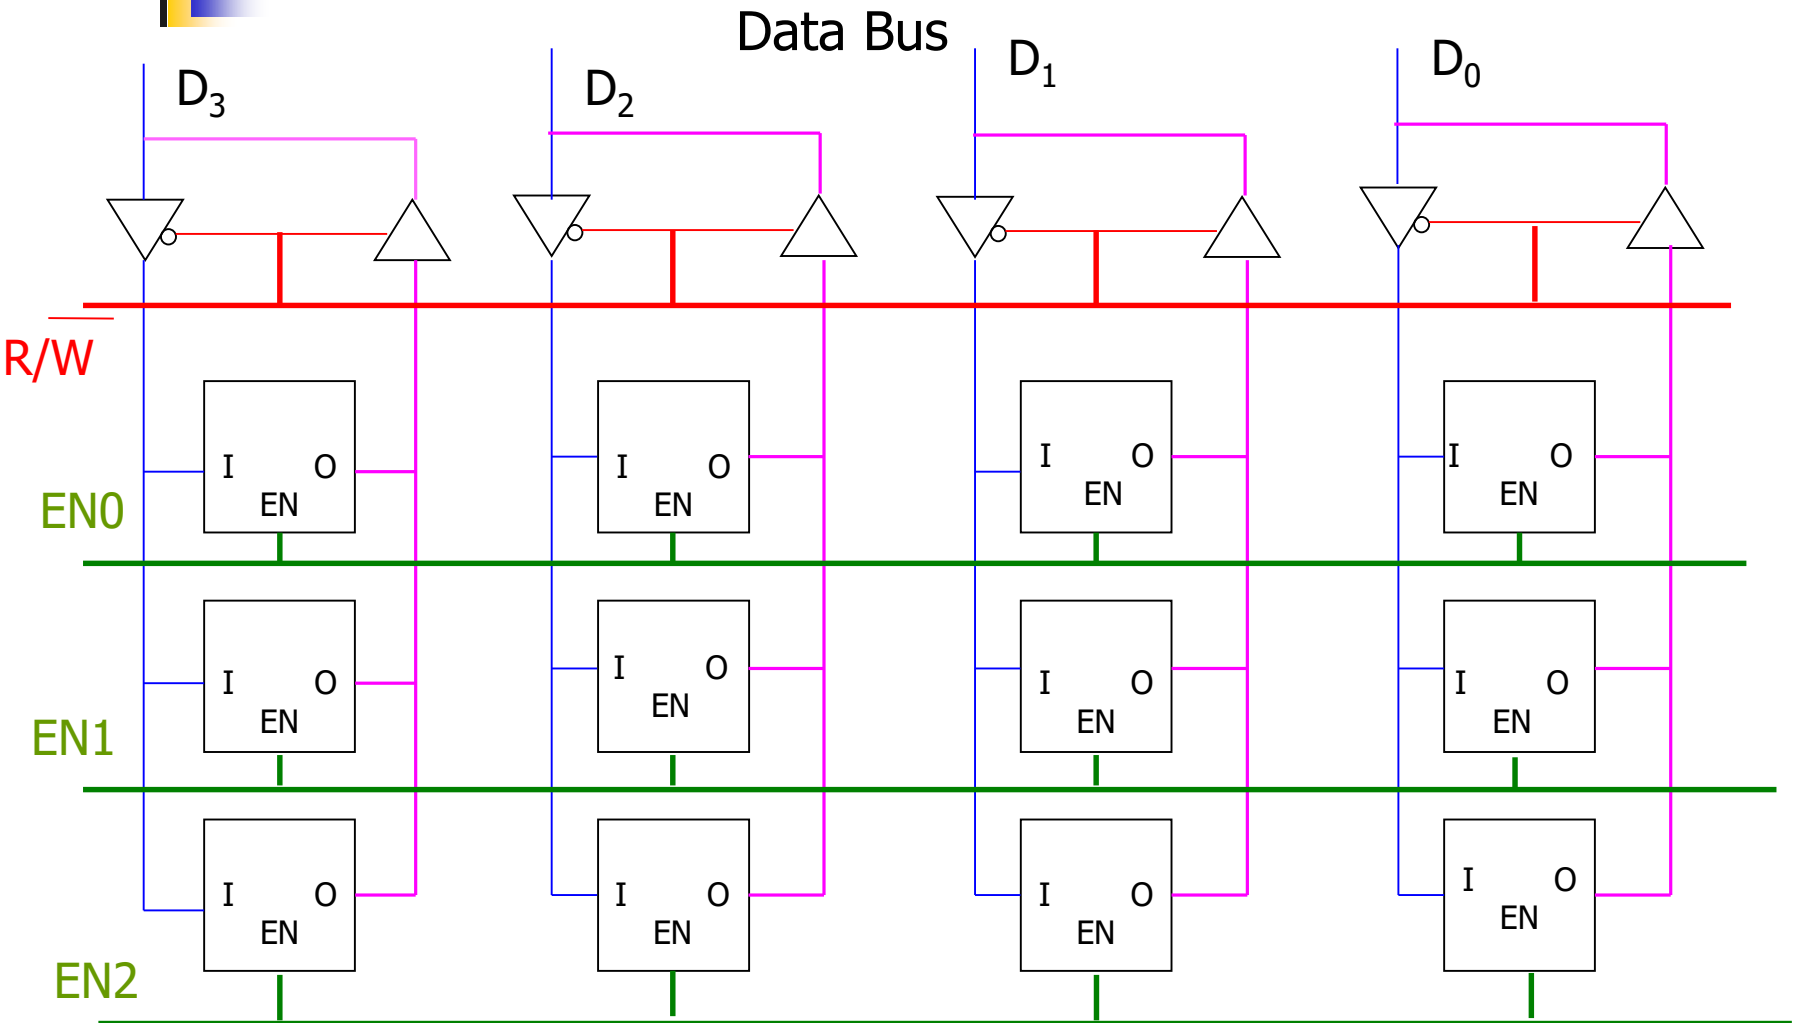 Data Bus
D₃ D₂ D₁ D₀
R/W̅
I O I O I O I O
EN EN EN EN
EN0
I O I O I O I O
EN EN EN EN
EN1
I O I O I O I O
EN EN EN EN
EN2